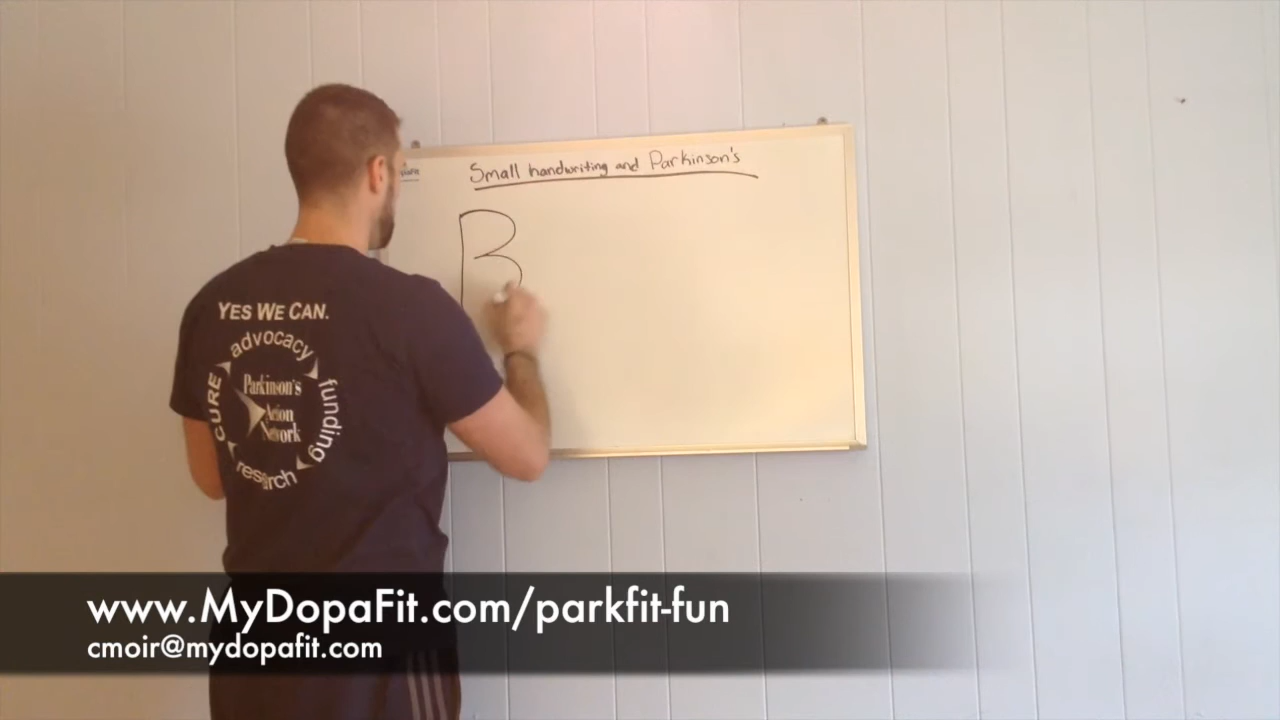 Small handwriting and Parkinson's
B
YES WE CAN.
advocacy
funding
research
CURE
Parkinson's
Action
Network
www.MyDopaFit.com/parkfit-fun
cmoir@mydopafit.com